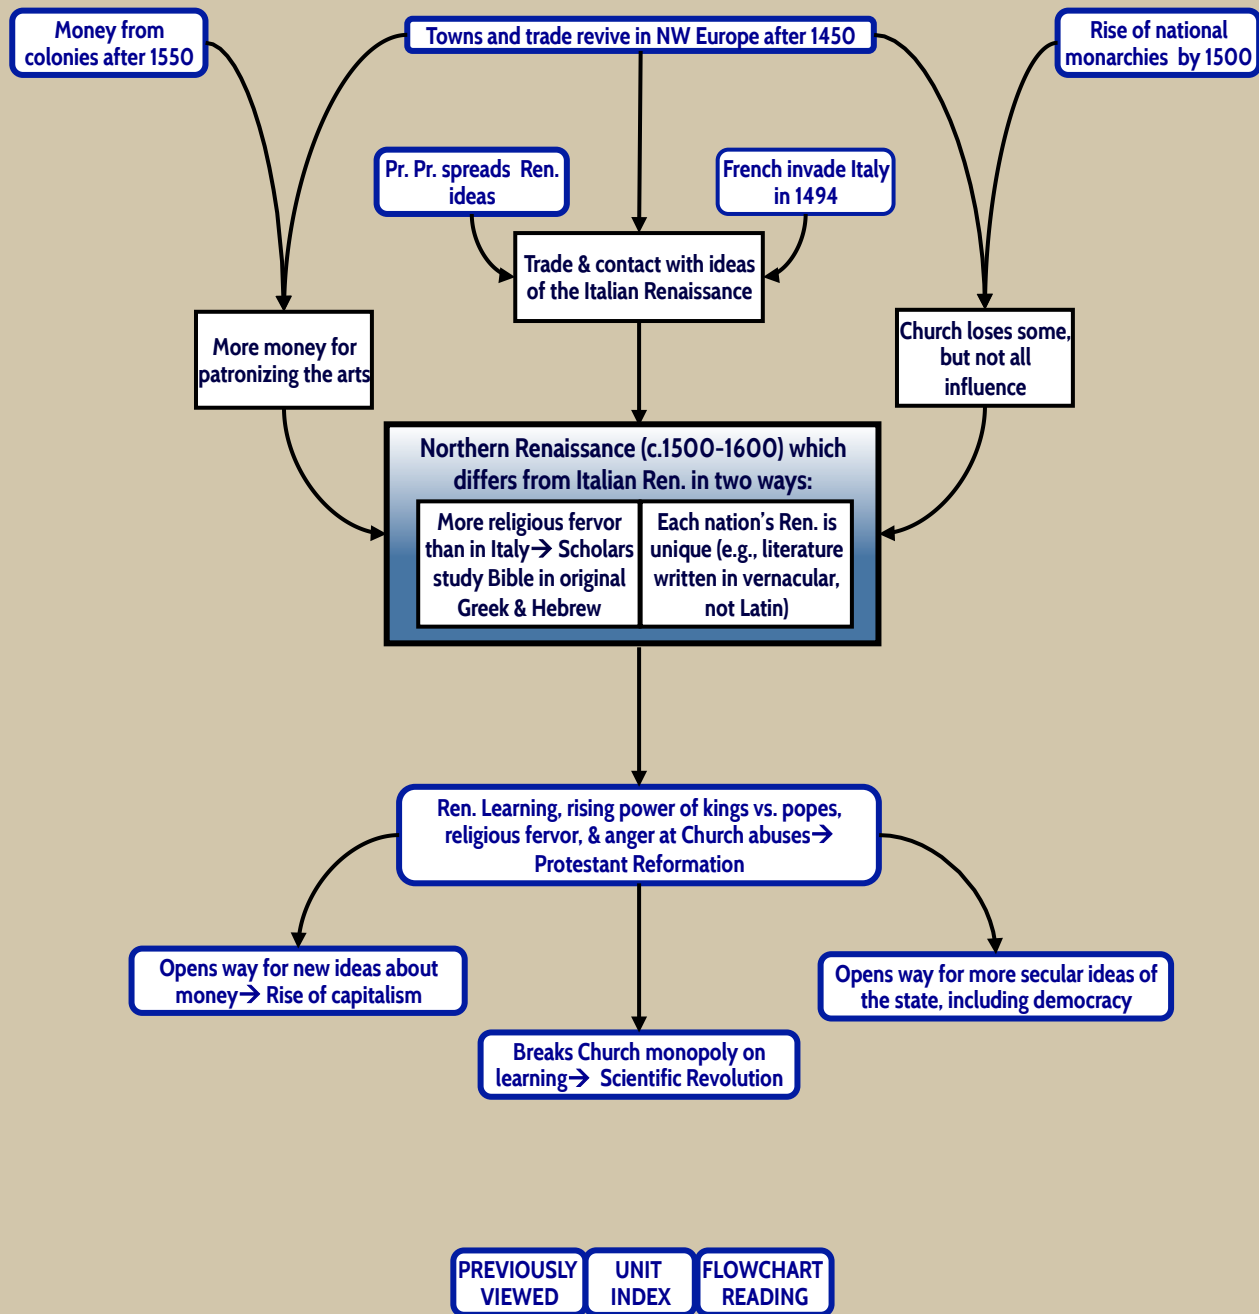 Money from
colonies after 1550
Towns and trade revive in NW Europe after 1450
Rise of national
monarchies by 1500
Pr. Pr. spreads Ren.
ideas
French invade Italy
in 1494
Trade & contact with ideas
of the Italian Renaissance
More money for
patronizing the arts
Church loses some,
but not all
influence
Northern Renaissance (c.1500-1600) which
differs from Italian Ren. in two ways:
More religious fervor
than in Italy→ Scholars
study Bible in original
Greek & Hebrew
Each nation’s Ren. is
unique (e.g., literature
written in vernacular,
not Latin)
Ren. Learning, rising power of kings vs. popes,
religious fervor, & anger at Church abuses→
Protestant Reformation
Opens way for new ideas about
money→ Rise of capitalism
Opens way for more secular ideas of
the state, including democracy
Breaks Church monopoly on
learning→ Scientific Revolution
PREVIOUSLY
VIEWED
UNIT
INDEX
FLOWCHART
READING